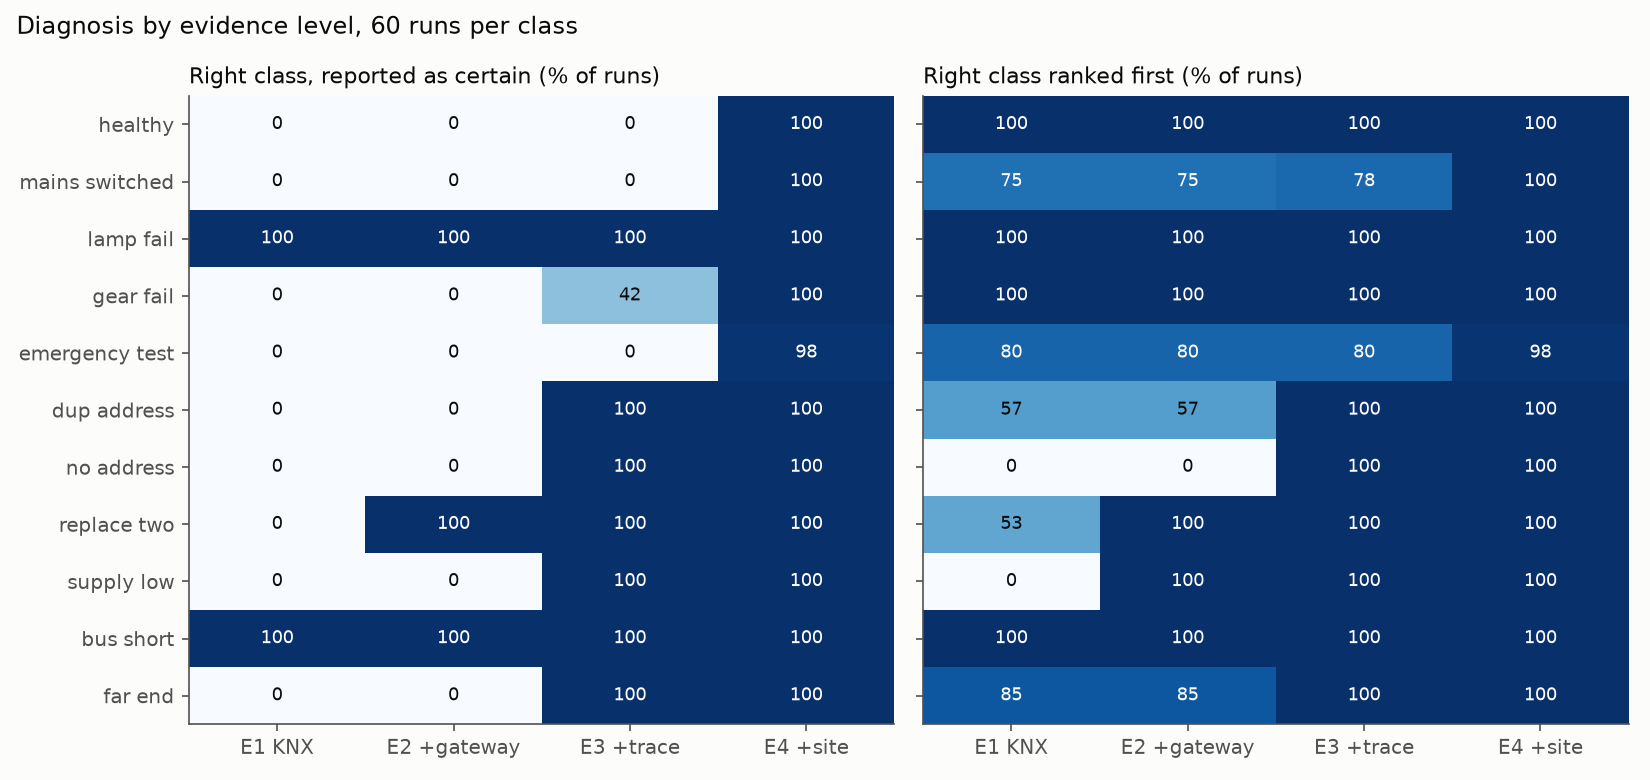 Diagnosis by evidence level, 60 runs per class
Right class, reported as certain (% of runs)
Right class ranked first (% of runs)
healthy 0 0 0 100 100 100 100 100
mains switched 0 0 0 100 75 75 78 100
lamp fail 100 100 100 100 100 100 100 100
gear fail 0 0 42 100 100 100 100 100
emergency test 0 0 0 98 80 80 80 98
dup address 0 0 100 100 57 57 100 100
no address 0 0 100 100 0 0 100 100
replace two 0 100 100 100 53 100 100 100
supply low 0 0 100 100 0 100 100 100
bus short 100 100 100 100 100 100 100 100
far end 0 0 100 100 85 85 100 100
E1 KNX E2 +gateway E3 +trace E4 +site E1 KNX E2 +gateway E3 +trace E4 +site